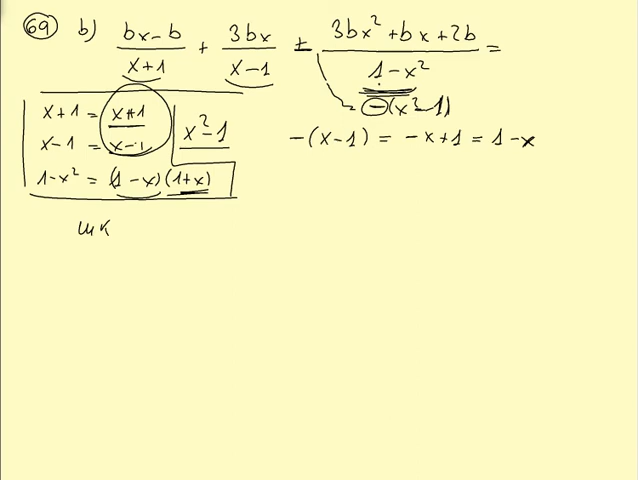 69 b) bx-b/x+1 + 3bx/x-1 ± 3bx²+bx+2b/1-x² =
-(x²-1)
x+1 = x+1
x-1 = x-1
x²-1
1-x² = (1-x)(1+x)
-(x-1) = -x+1 = 1-x